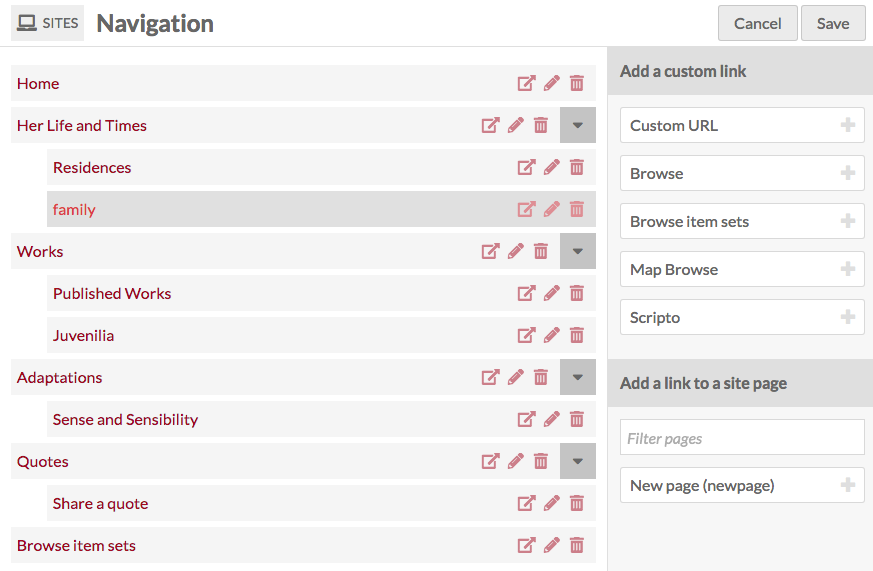 SITES Navigation
Cancel
Save
Home
Her Life and Times
Residences
family
Works
Published Works
Juvenilia
Adaptations
Sense and Sensibility
Quotes
Share a quote
Browse item sets
Add a custom link
Custom URL
Browse
Browse item sets
Map Browse
Scripto
Add a link to a site page
Filter pages
New page (newpage)